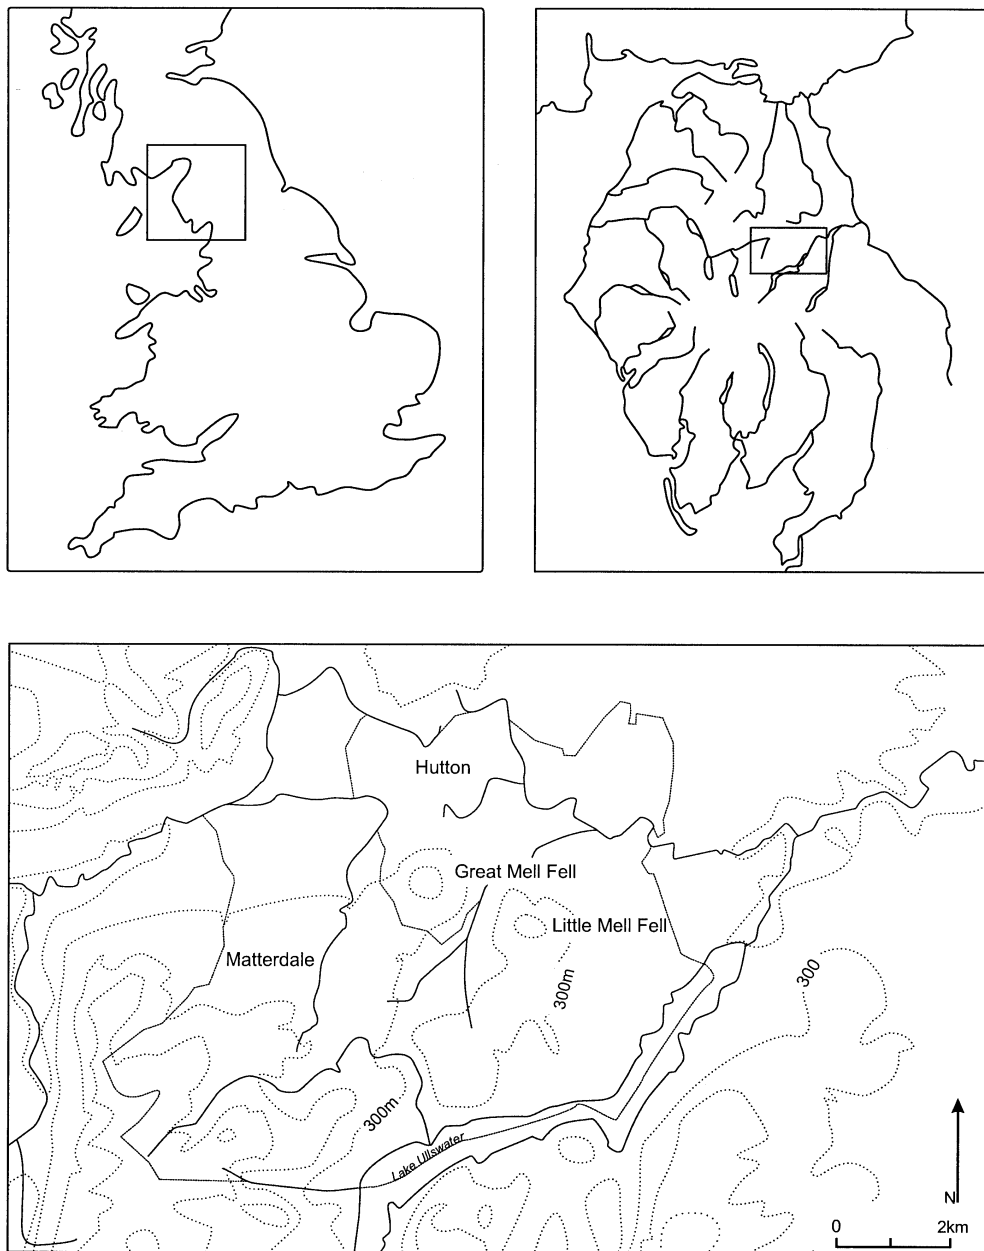 Hutton
Great Mell Fell
Little Mell Fell
Matterdale
300m
300
300m
Lake Ullswater
N
0 2km